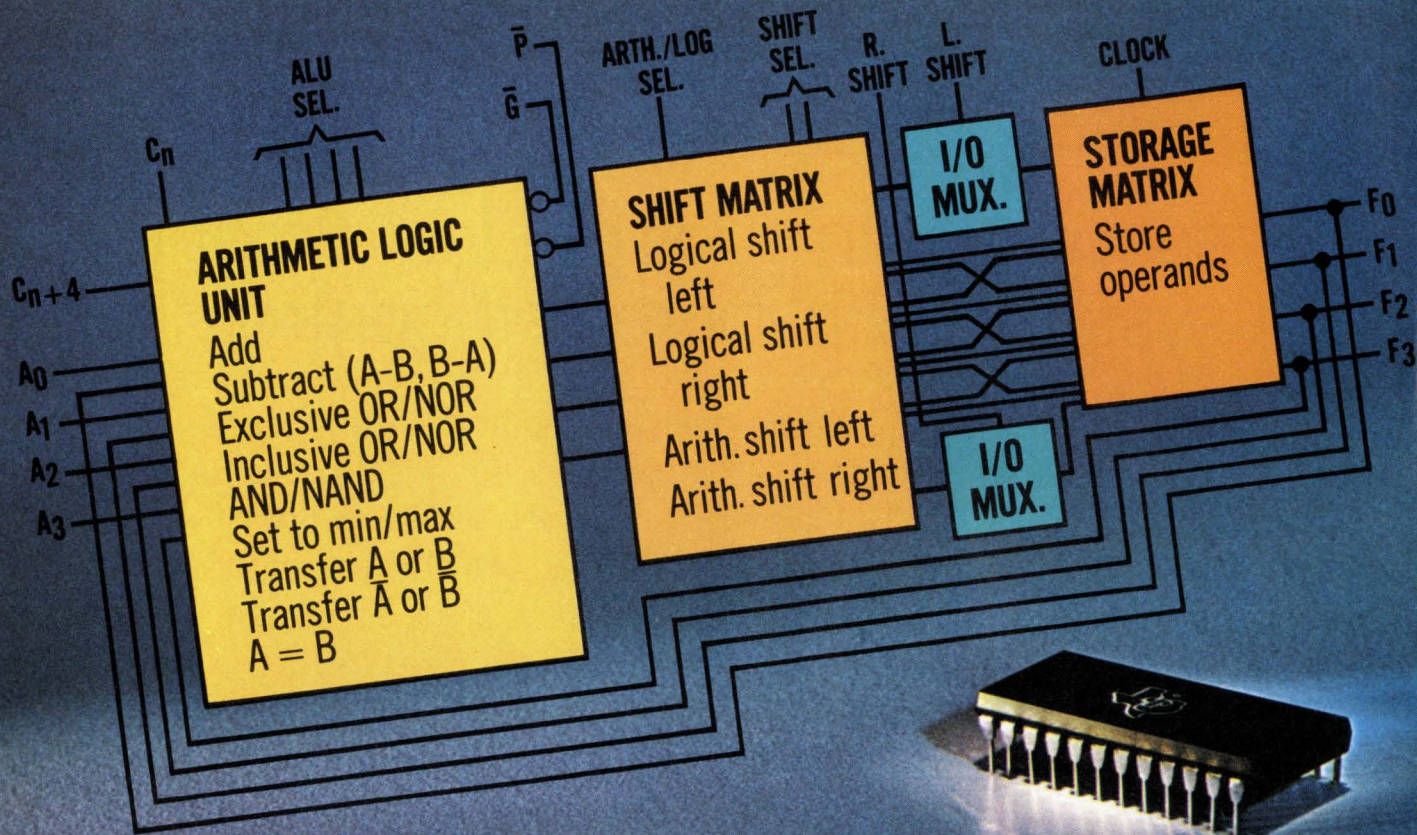 P̅
G̅
ALU
SEL.
Cn
ARTH./LOG
SEL.
SHIFT
SEL.
R.
SHIFT
L.
SHIFT
CLOCK
Cn+4
A0
A1
A2
A3
ARITHMETIC LOGIC
UNIT
Add
Subtract (A-B, B-A)
Exclusive OR/NOR
Inclusive OR/NOR
AND/NAND
Set to min/max
Transfer A or B
Transfer A̅ or B̅
A = B
SHIFT MATRIX
Logical shift
left
Logical shift
right
Arith. shift left
Arith. shift right
I/O
MUX.
I/O
MUX.
STORAGE
MATRIX
Store
operands
F0
F1
F2
F3